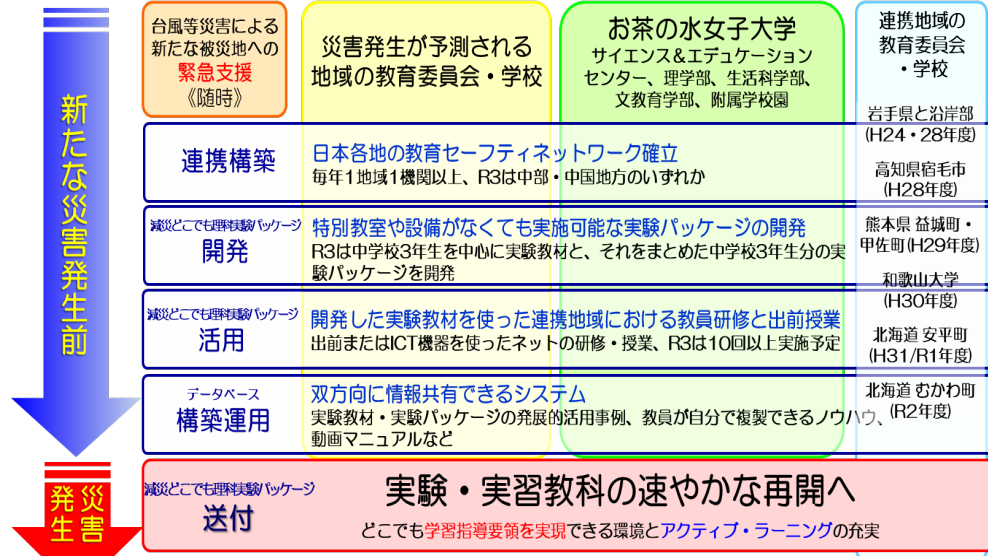 新たな災害発生前
台風等災害による
新たな被災地への
緊急支援
《随時》
災害発生が予測される
地域の教育委員会・学校
お茶の水女子大学
サイエンス＆エデュケーション
センター、理学部、生活科学部、
文教育学部、附属学校園
連携地域の
教育委員会
・学校
岩手県と沿岸部
(H24・28年度)
高知県宿毛市
(H28年度)
熊本県 益城町・
甲佐町(H29年度)
和歌山大学
(H30年度)
北海道 安平町
(H31/R1年度)
北海道 むかわ町
(R2年度)
連携構築
日本各地の教育セーフティネットワーク確立
毎年1地域1機関以上、R3は中部・中国地方のいずれか
減災どこでも理科実験パッケージ
開発
特別教室や設備がなくても実施可能な実験パッケージの開発
R3は中学校3年生を中心に実験教材と、それをまとめた中学校3年生分の実
験パッケージを開発
減災どこでも理科実験パッケージ
活用
開発した実験教材を使った連携地域における教員研修と出前授業
出前またはICT機器を使ったネットの研修・授業、R3は10回以上実施予定
データベース
構築運用
双方向に情報共有できるシステム
実験教材・実験パッケージの発展的活用事例、教員が自分で複製できるノウハウ、
動画マニュアルなど
災害
発生
減災どこでも理科実験パッケージ
送付
実験・実習教科の速やかな再開へ
どこでも学習指導要領を実現できる環境とアクティブ・ラーニングの充実